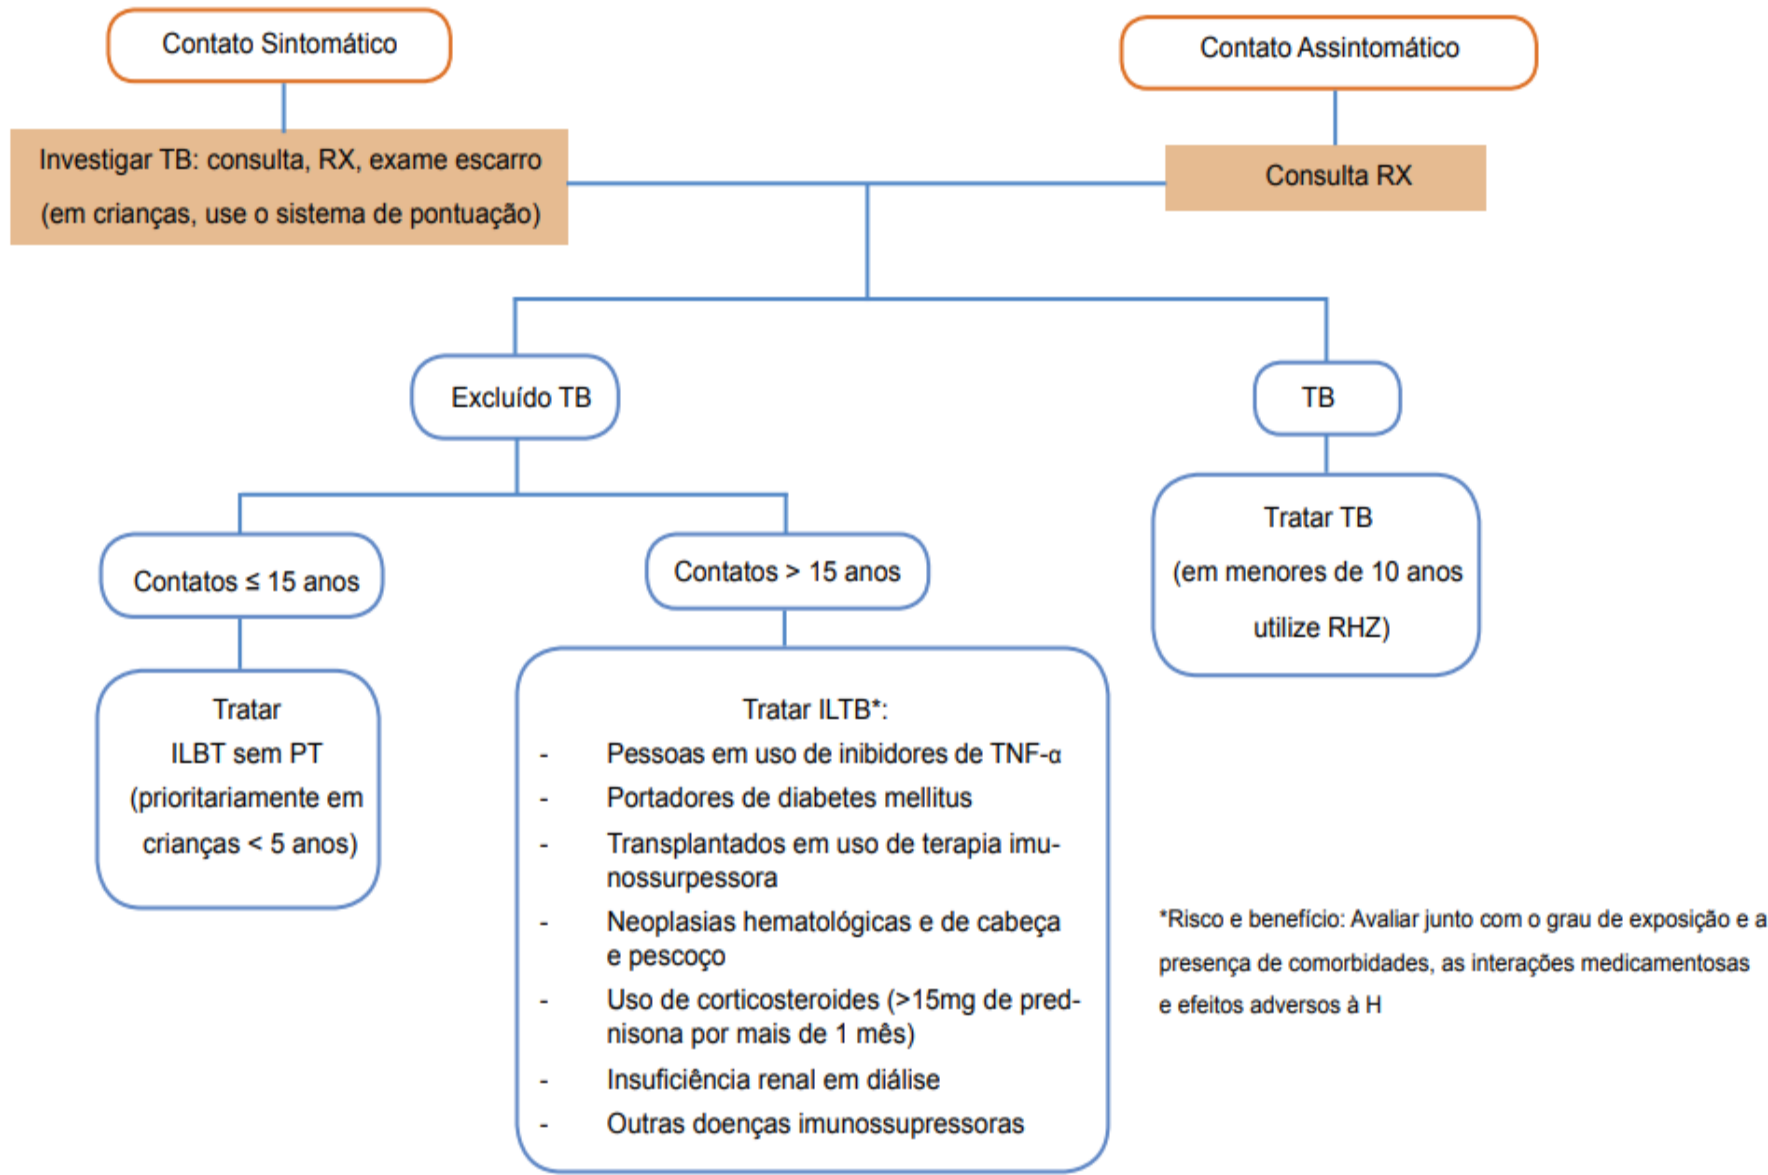 Contato Sintomático
Contato Assintomático
Investigar TB: consulta, RX, exame escarro
(em crianças, use o sistema de pontuação)
Consulta RX
Excluído TB
TB
Contatos ≤ 15 anos
Contatos > 15 anos
Tratar TB
(em menores de 10 anos
utilize RHZ)
Tratar
ILBT sem PT
(prioritariamente em
crianças < 5 anos)
Tratar ILTB*:
- Pessoas em uso de inibidores de TNF-α
- Portadores de diabetes mellitus
- Transplantados em uso de terapia imu-
nossurpessora
- Neoplasias hematológicas e de cabeça
e pescoço
- Uso de corticosteroides (>15mg de pred-
nisona por mais de 1 mês)
- Insuficiência renal em diálise
- Outras doenças imunossupressoras
*Risco e benefício: Avaliar junto com o grau de exposição e a
presença de comorbidades, as interações medicamentosas
e efeitos adversos à H